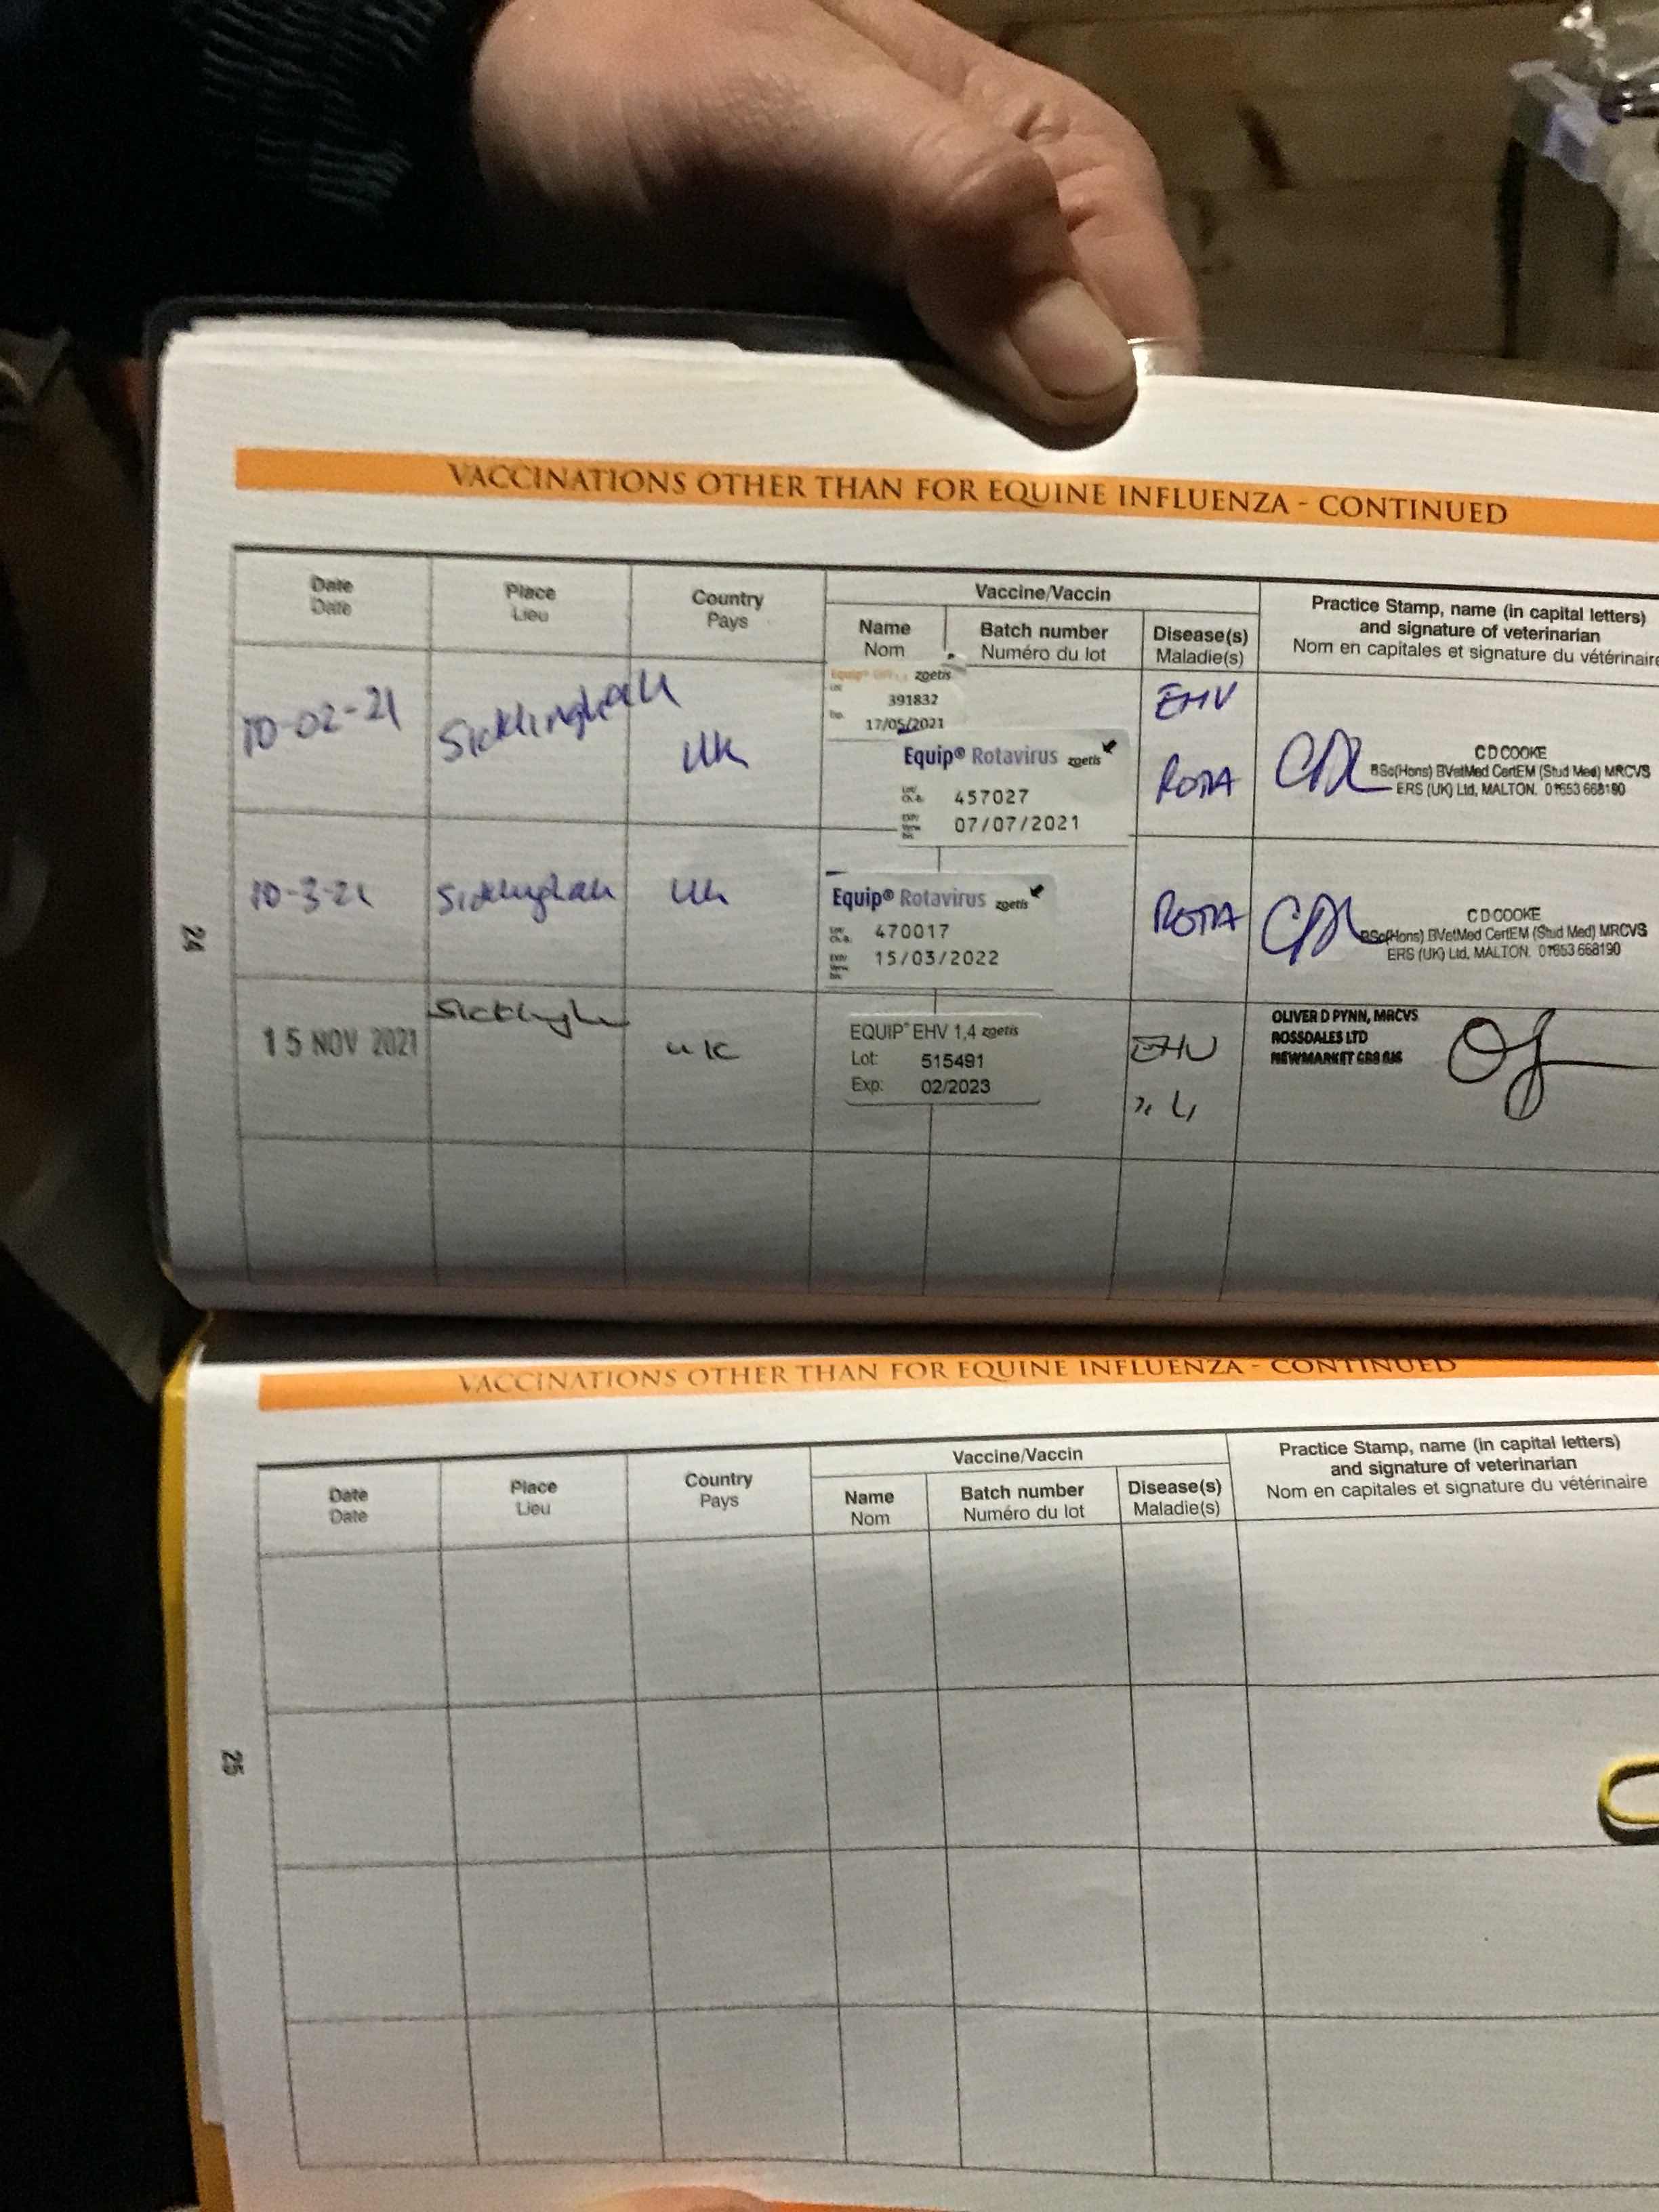 VACCINATIONS OTHER THAN FOR EQUINE INFLUENZA - CONTINUED
Date
Date
Place
Lieu
Country
Pays
Vaccine/Vaccin
Name
Nom
Batch number
Numéro du lot
Disease(s)
Maladie(s)
Practice Stamp, name (in capital letters)
and signature of veterinarian
Nom en capitales et signature du vétérinaire
10-02-21
Sicklinghall
UK
Equip® zoetis
391832
Exp. 17/05/2021
Equip® Rotavirus zoetis
457027
07/07/2021
EHV
ROTA
C D COOKE
BSc(Hons) BVetMed CertEM (Stud Med) MRCVS
ERS (UK) Ltd, MALTON. 01653 668190
10-3-21
Sicklinghall
UK
Equip® Rotavirus zoetis
470017
15/03/2022
ROTA
C D COOKE
BSc(Hons) BVetMed CertEM (Stud Med) MRCVS
ERS (UK) Ltd, MALTON. 01653 668190
24
15 NOV 2021
UK
EQUIP® EHV 1,4 zoetis
Lot: 515491
Exp: 02/2023
EHV
OLIVER D PYNN, MRCVS
ROSSDALES LTD
NEWMARKET
VACCINATIONS OTHER THAN FOR EQUINE INFLUENZA - CONTINUED
Date
Date
Place
Lieu
Country
Pays
Vaccine/Vaccin
Name
Nom
Batch number
Numéro du lot
Disease(s)
Maladie(s)
Practice Stamp, name (in capital letters)
and signature of veterinarian
Nom en capitales et signature du vétérinaire
25